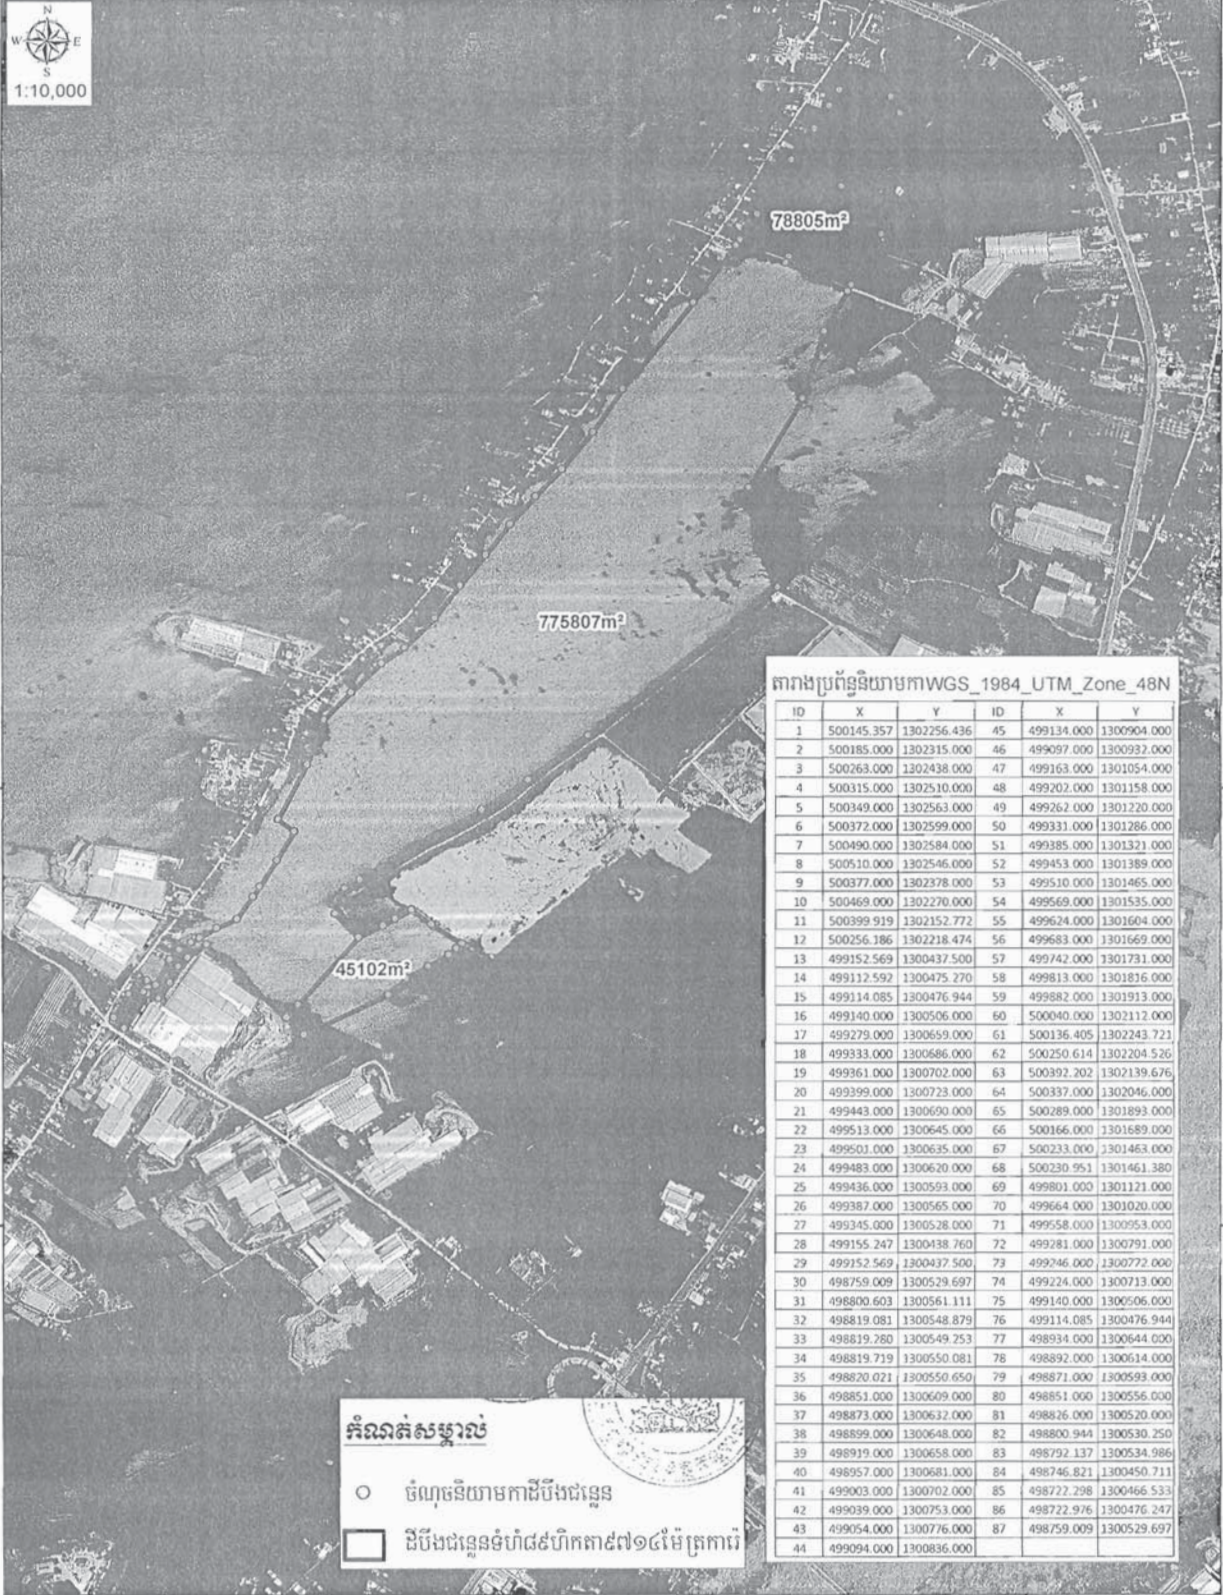 N
W E
S
1:10,000
78805m²
775807m²
45102m²
តារាងប្រព័ន្ធនិយាមកាWGS_1984_UTM_Zone_48N
ID X Y ID X Y
1 500145.357 1302256.436 45 499134.000 1300904.000
2 500185.000 1302315.000 46 499097.000 1300932.000
3 500263.000 1302438.000 47 499163.000 1301054.000
4 500315.000 1302510.000 48 499202.000 1301158.000
5 500349.000 1302563.000 49 499262.000 1301220.000
6 500372.000 1302599.000 50 499331.000 1301286.000
7 500490.000 1302584.000 51 499385.000 1301321.000
8 500510.000 1302546.000 52 499453.000 1301389.000
9 500377.000 1302378.000 53 499510.000 1301465.000
10 500469.000 1302270.000 54 499569.000 1301535.000
11 500399.919 1302152.772 55 499624.000 1301604.000
12 500256.186 1302218.474 56 499683.000 1301669.000
13 499152.569 1300437.500 57 499742.000 1301731.000
14 499112.592 1300475.270 58 499813.000 1301816.000
15 499114.085 1300476.944 59 499882.000 1301913.000
16 499140.000 1300506.000 60 500040.000 1302112.000
17 499279.000 1300659.000 61 500136.405 1302243.721
18 499333.000 1300686.000 62 500250.614 1302204.526
19 499361.000 1300702.000 63 500392.202 1302139.676
20 499399.000 1300723.000 64 500337.000 1302046.000
21 499443.000 1300690.000 65 500289.000 1301893.000
22 499513.000 1300645.000 66 500166.000 1301689.000
23 499501.000 1300635.000 67 500233.000 1301463.000
24 499483.000 1300620.000 68 500230.951 1301461.380
25 499436.000 1300593.000 69 499801.000 1301121.000
26 499387.000 1300565.000 70 499664.000 1301020.000
27 499345.000 1300528.000 71 499558.000 1300953.000
28 499155.247 1300438.760 72 499281.000 1300791.000
29 499152.569 1300437.500 73 499246.000 1300772.000
30 498759.009 1300529.697 74 499224.000 1300713.000
31 498800.603 1300561.111 75 499140.000 1300506.000
32 498819.081 1300548.879 76 499114.085 1300476.944
33 498819.260 1300549.253 77 498934.000 1300644.000
34 498819.719 1300550.081 78 498892.000 1300614.000
35 498820.021 1300550.650 79 498871.000 1300593.000
36 498851.000 1300609.000 80 498851.000 1300556.000
37 498873.000 1300632.000 81 498826.000 1300520.000
38 498899.000 1300648.000 82 498800.944 1300530.250
39 498919.000 1300658.000 83 498792.137 1300534.986
40 498957.000 1300681.000 84 498746.821 1300450.711
41 499003.000 1300702.000 85 498722.298 1300466.533
42 499039.000 1300753.000 86 498722.976 1300476.247
43 499054.000 1300776.000 87 498759.009 1300529.697
44 499094.000 1300836.000
កំណត់សម្គាល់
ចំណុចនិយាមកាដីបឹងជន្លេន
ដីបឹងជន្លេនទំហំ៨៩ហិកតា៩៧១៤ម៉ែត្រការ៉េ